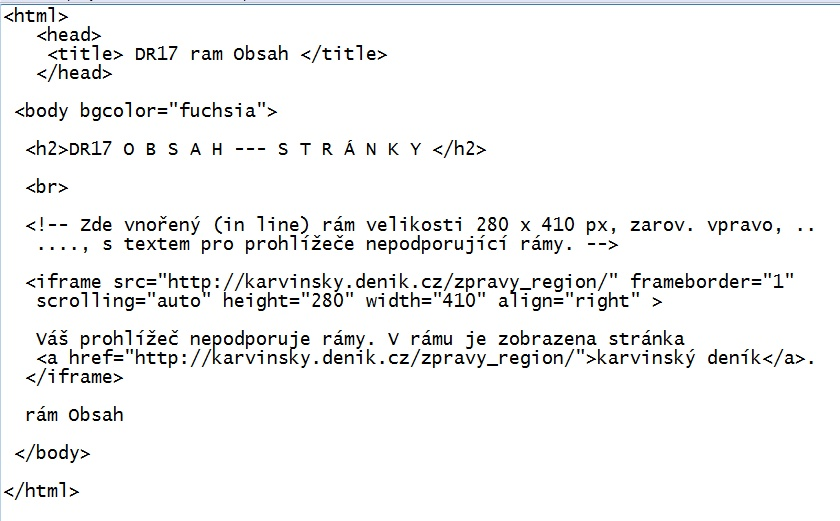 <html>
<head>
<title> DR17 ram Obsah </title>
</head>
<body bgcolor="fuchsia">
<h2>DR17 O B S A H --- S T R Á N K Y </h2>
<br>
<!-- Zde vnořený (in line) rám velikosti 280 x 410 px, zarov. vpravo, ..
...., s textem pro prohlížeče nepodporující rámy. -->
<iframe src="http://karvinsky.denik.cz/zpravy_region/" frameborder="1"
scrolling="auto" height="280" width="410" align="right" >
Váš prohlížeč nepodporuje rámy. V rámu je zobrazena stránka
<a href="http://karvinsky.denik.cz/zpravy_region/">karvinský deník</a>.
</iframe>
rám Obsah
</body>
</html>